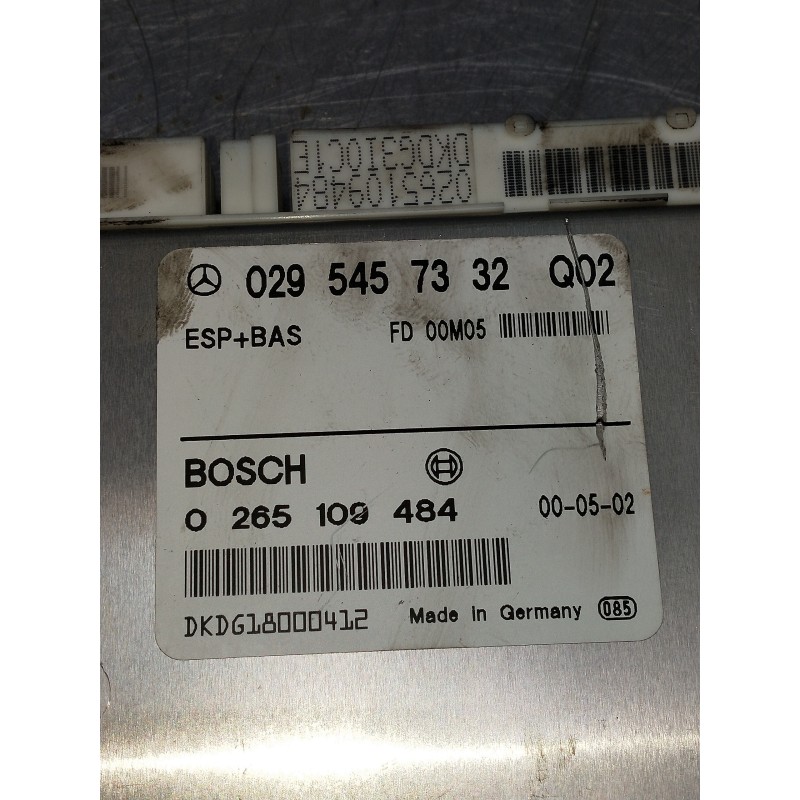 DKDG310C1E
0265109484
029 545 73 32 Q02
ESP+BAS FD 00M05
BOSCH
0 265 109 484 00-05-02
DKDG18000412 Made in Germany 085